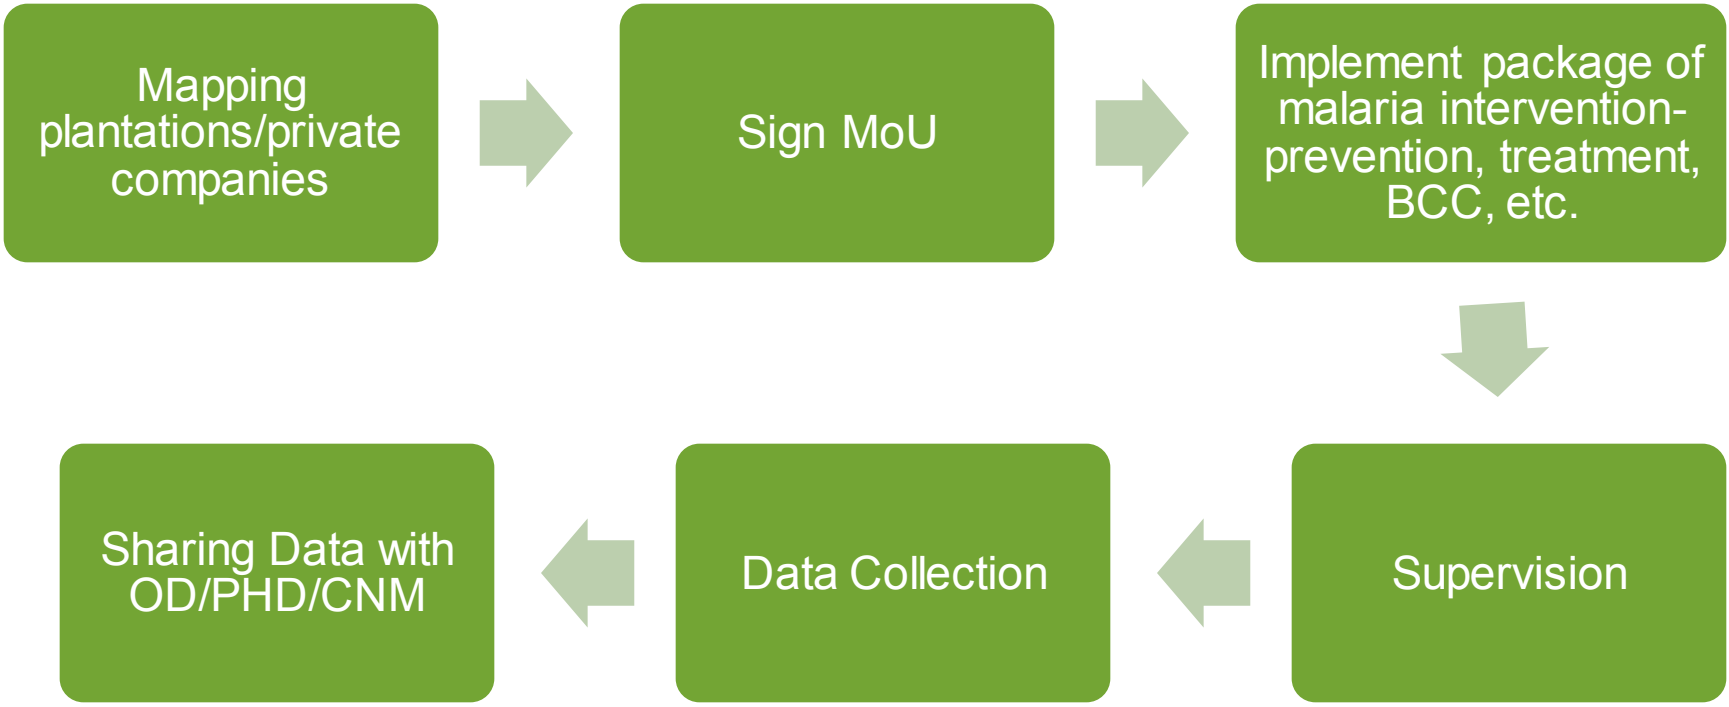 Mapping
plantations/private
companies
Sign MoU
Implement package of
malaria intervention-
prevention, treatment,
BCC, etc.
Supervision
Data Collection
Sharing Data with
OD/PHD/CNM